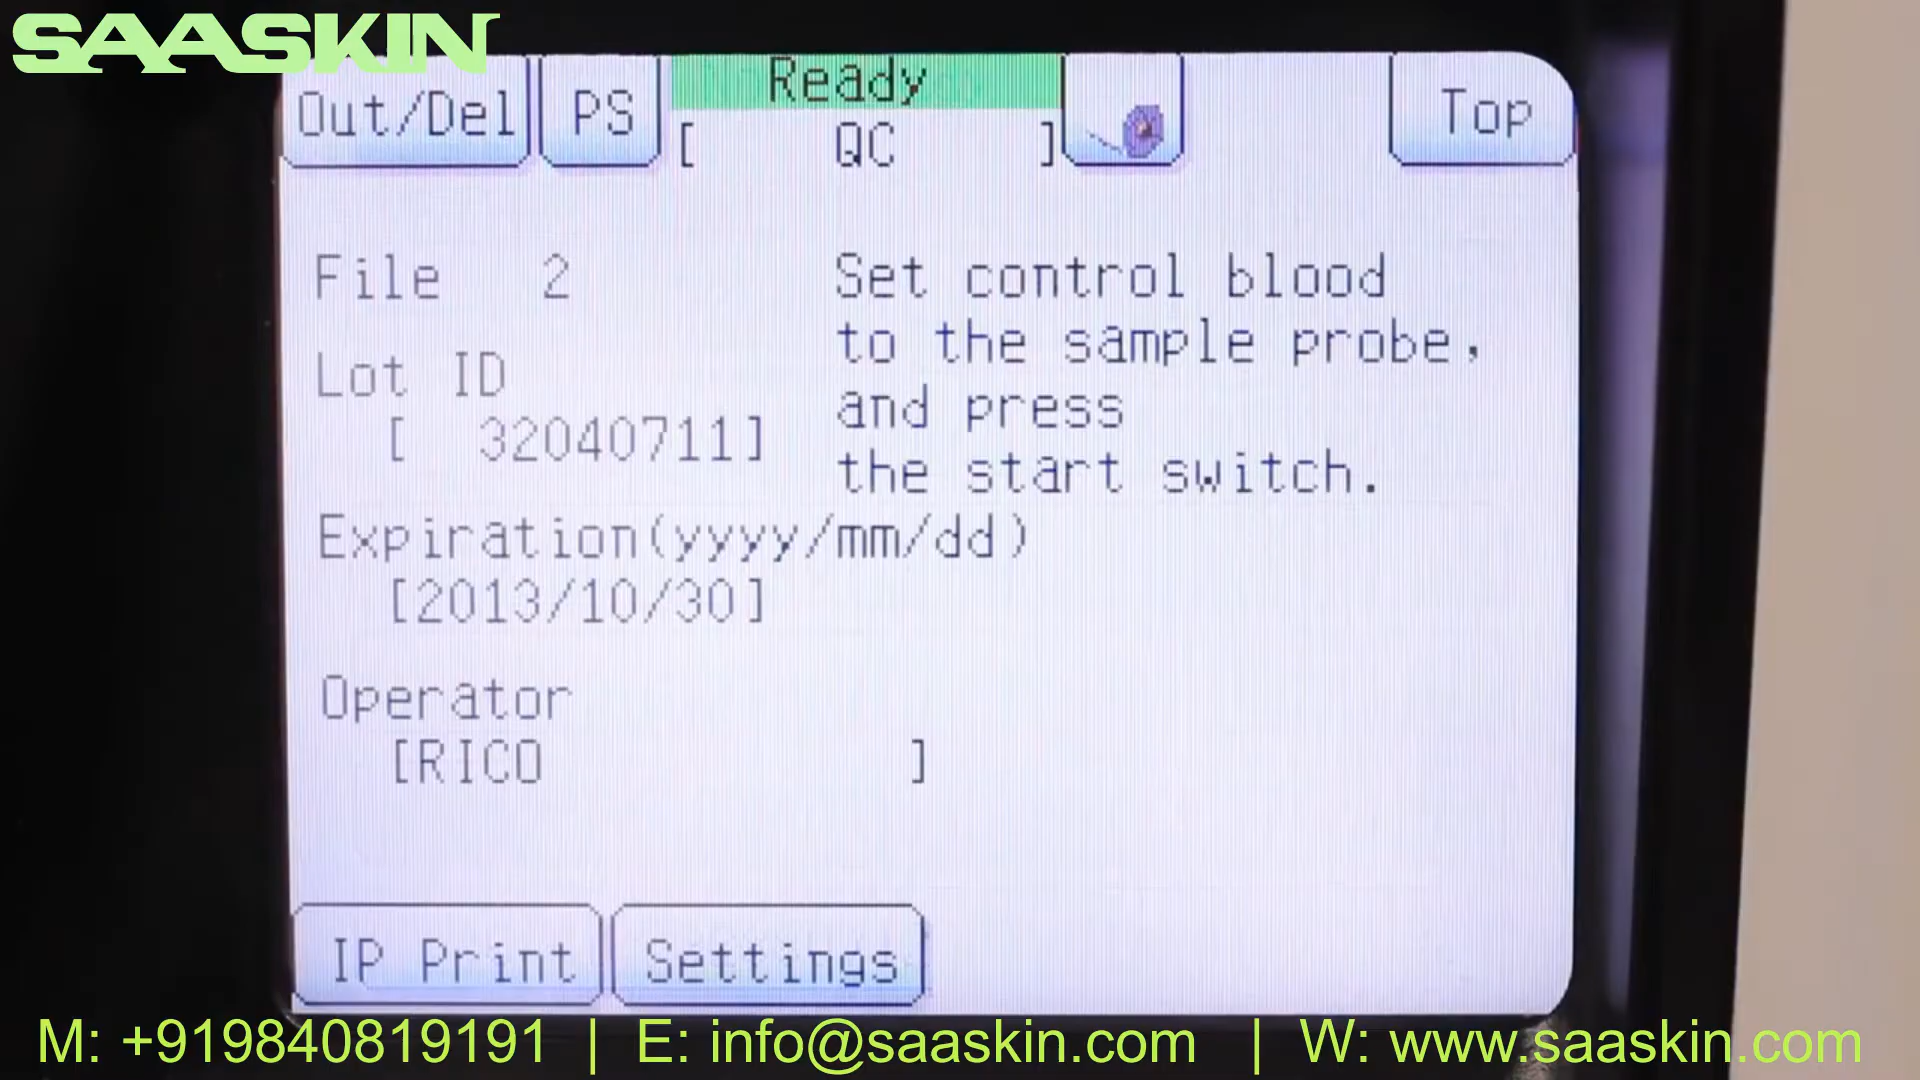 SAASKIN
Out/Del PS Ready Top
[ QC ]
File 2
Lot ID
[ 32040711]
Expiration(yyyy/mm/dd)
[2013/10/30]
Operator
[RICO ]
Set control blood
to the sample probe,
and press
the start switch.
IP Print Settings
M: +919840819191 | E: info@saaskin.com | W: www.saaskin.com